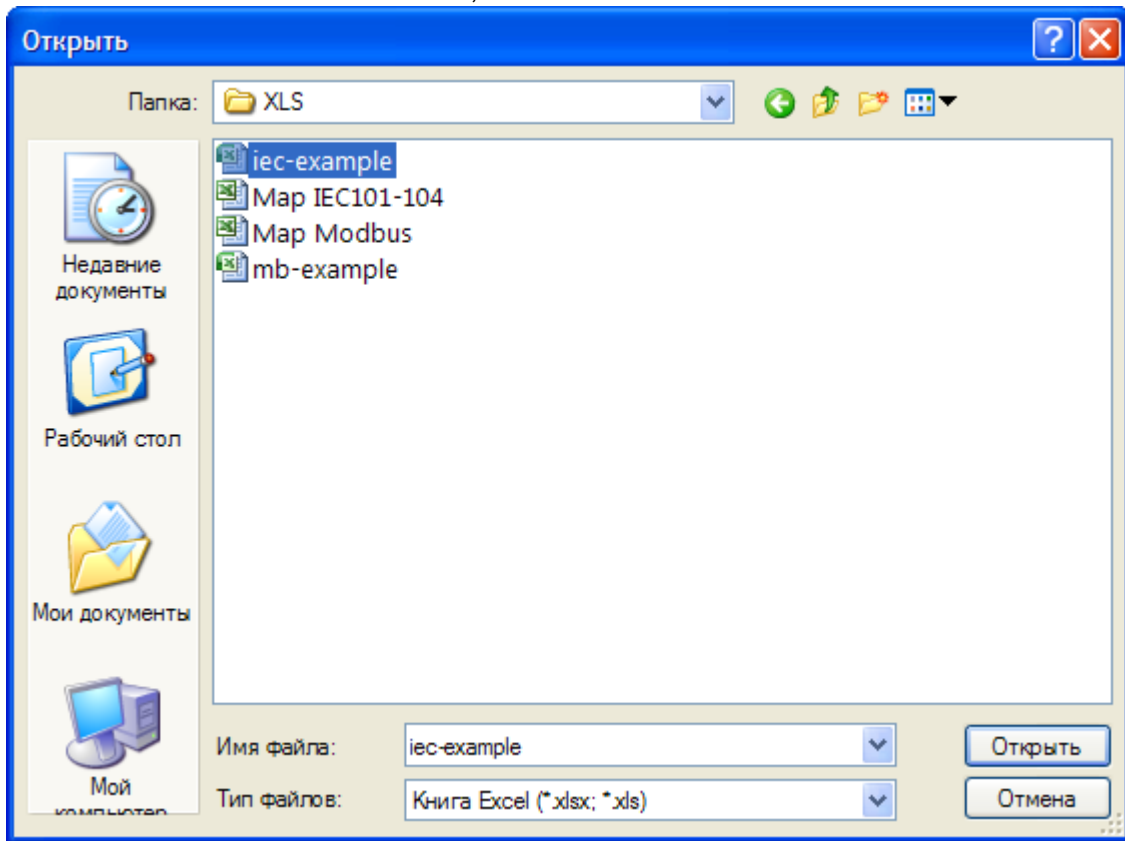 Открыть
Папка:
XLS
iec-example
Map IEC101-104
Map Modbus
mb-example
Недавние
документы
Рабочий стол
Мои документы
Мой
компьютер
Имя файла:
iec-example
Открыть
Тип файлов:
Книга Excel (*.xlsx; *.xls)
Отмена